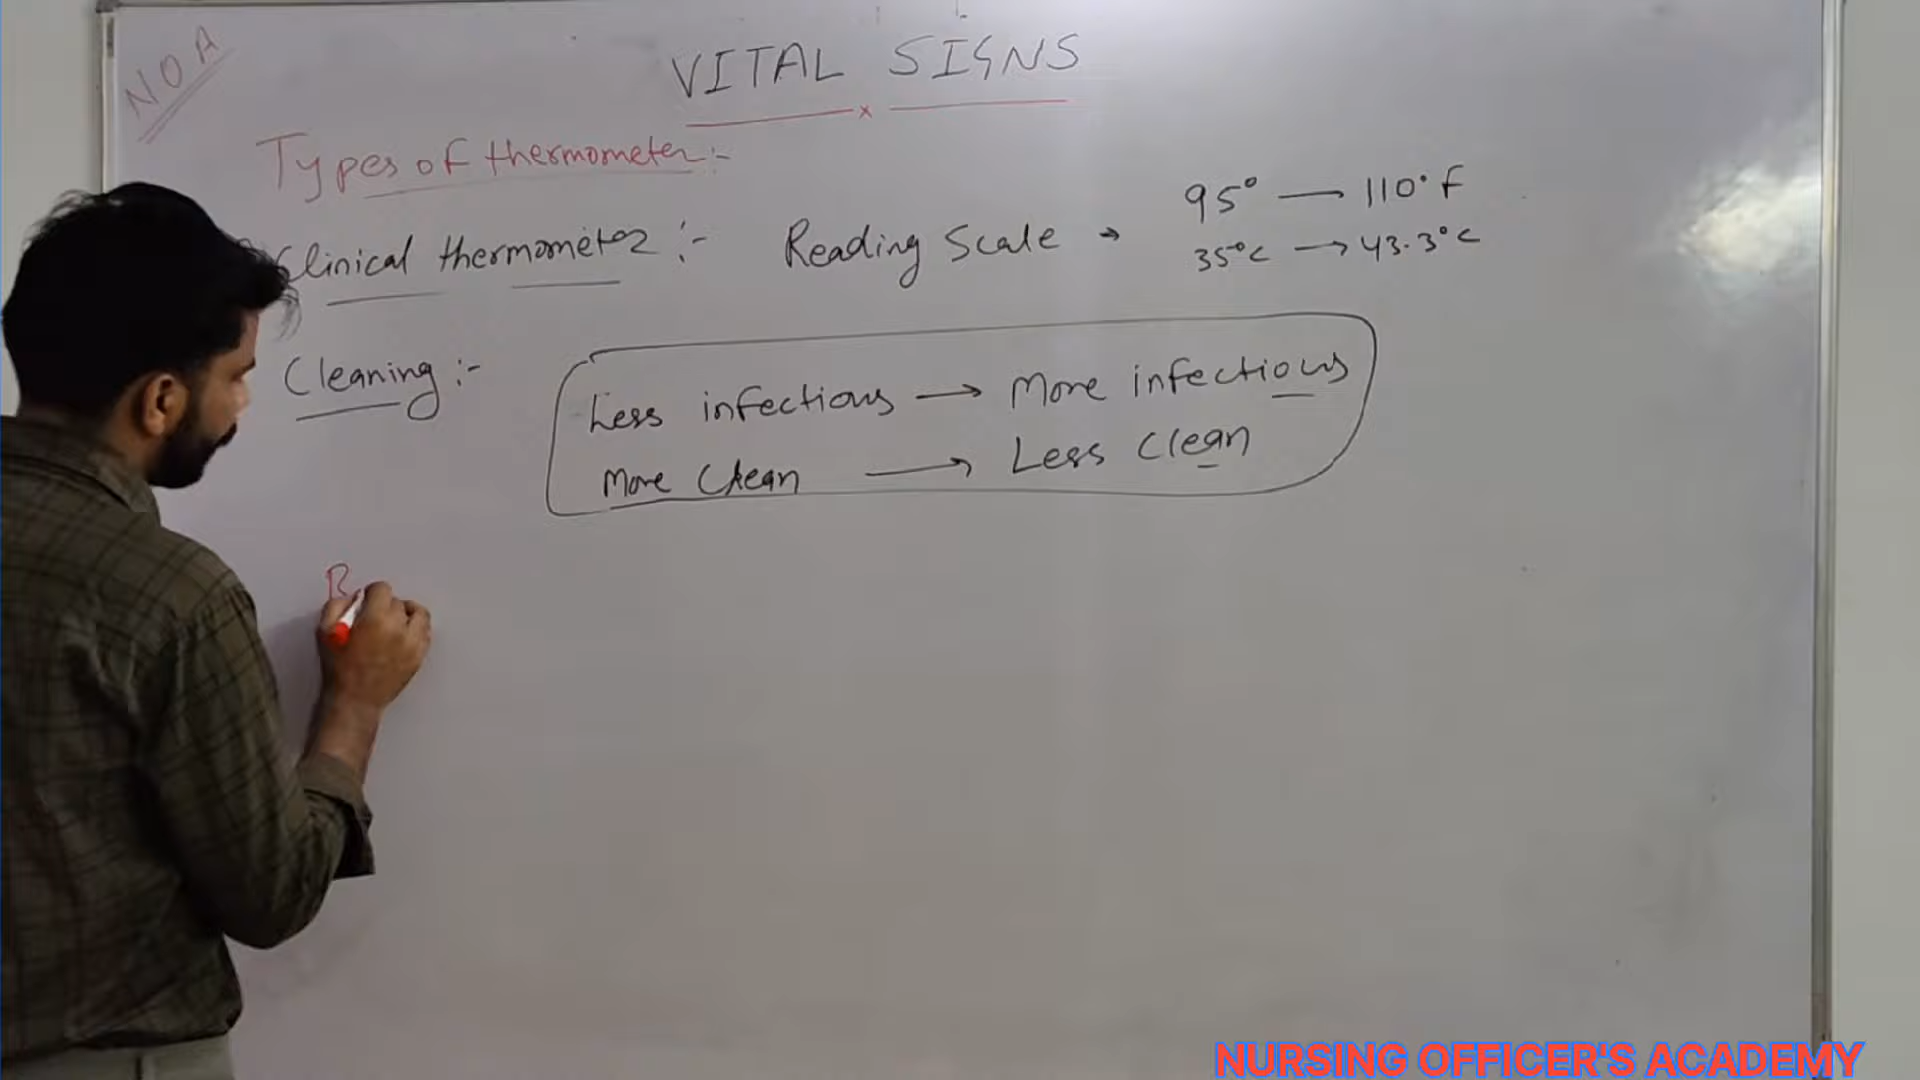 NOA
VITAL SIGNS
Types of thermometer:-
Clinical thermometer :- Reading Scale → 95° — 110°F
35°C → 43.3°C
Cleaning :-
Less infectious → More infectious
More Clean → Less Clean
B
NURSING OFFICER'S ACADEMY